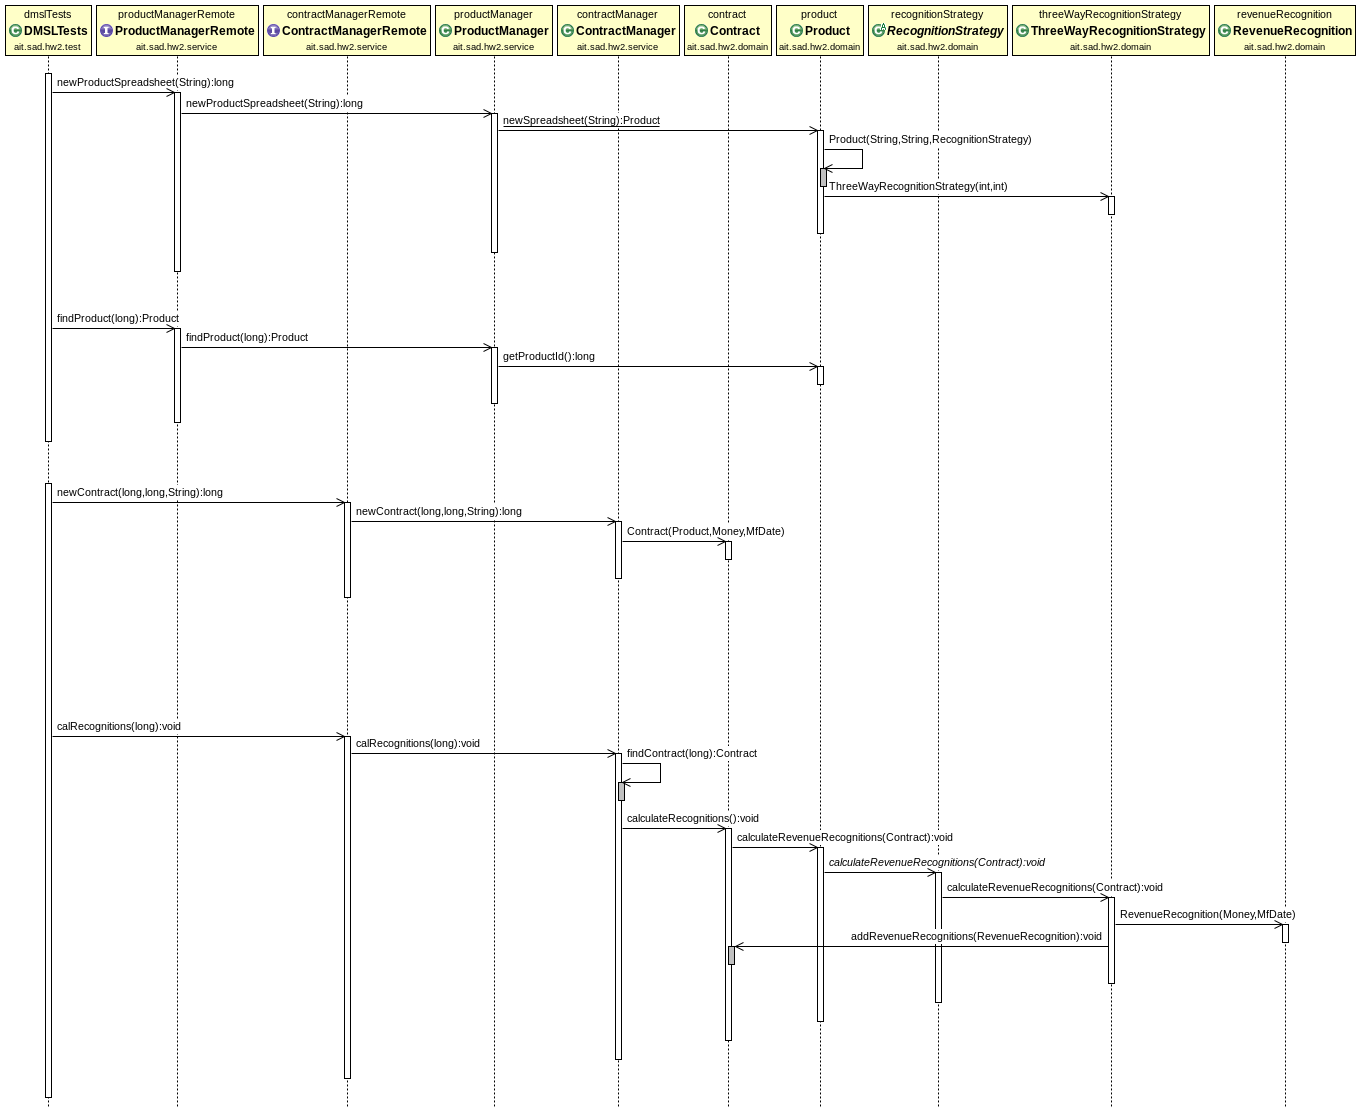 dmslTests
DMSLTests
ait.sad.hw2.test
productManagerRemote
ProductManagerRemote
ait.sad.hw2.service
contractManagerRemote
ContractManagerRemote
ait.sad.hw2.service
productManager
ProductManager
ait.sad.hw2.service
contractManager
ContractManager
ait.sad.hw2.service
contract
Contract
ait.sad.hw2.domain
product
Product
ait.sad.hw2.domain
recognitionStrategy
RecognitionStrategy
ait.sad.hw2.domain
threeWayRecognitionStrategy
ThreeWayRecognitionStrategy
ait.sad.hw2.domain
revenueRecognition
RevenueRecognition
ait.sad.hw2.domain
newProductSpreadsheet(String):long
newProductSpreadsheet(String):long
newSpreadsheet(String):Product
Product(String,String,RecognitionStrategy)
ThreeWayRecognitionStrategy(int,int)
findProduct(long):Product
findProduct(long):Product
getProductId():long
newContract(long,long,String):long
newContract(long,long,String):long
Contract(Product,Money,MfDate)
calRecognitions(long):void
calRecognitions(long):void
findContract(long):Contract
calculateRecognitions():void
calculateRevenueRecognitions(Contract):void
calculateRevenueRecognitions(Contract):void
calculateRevenueRecognitions(Contract):void
RevenueRecognition(Money,MfDate)
addRevenueRecognitions(RevenueRecognition):void